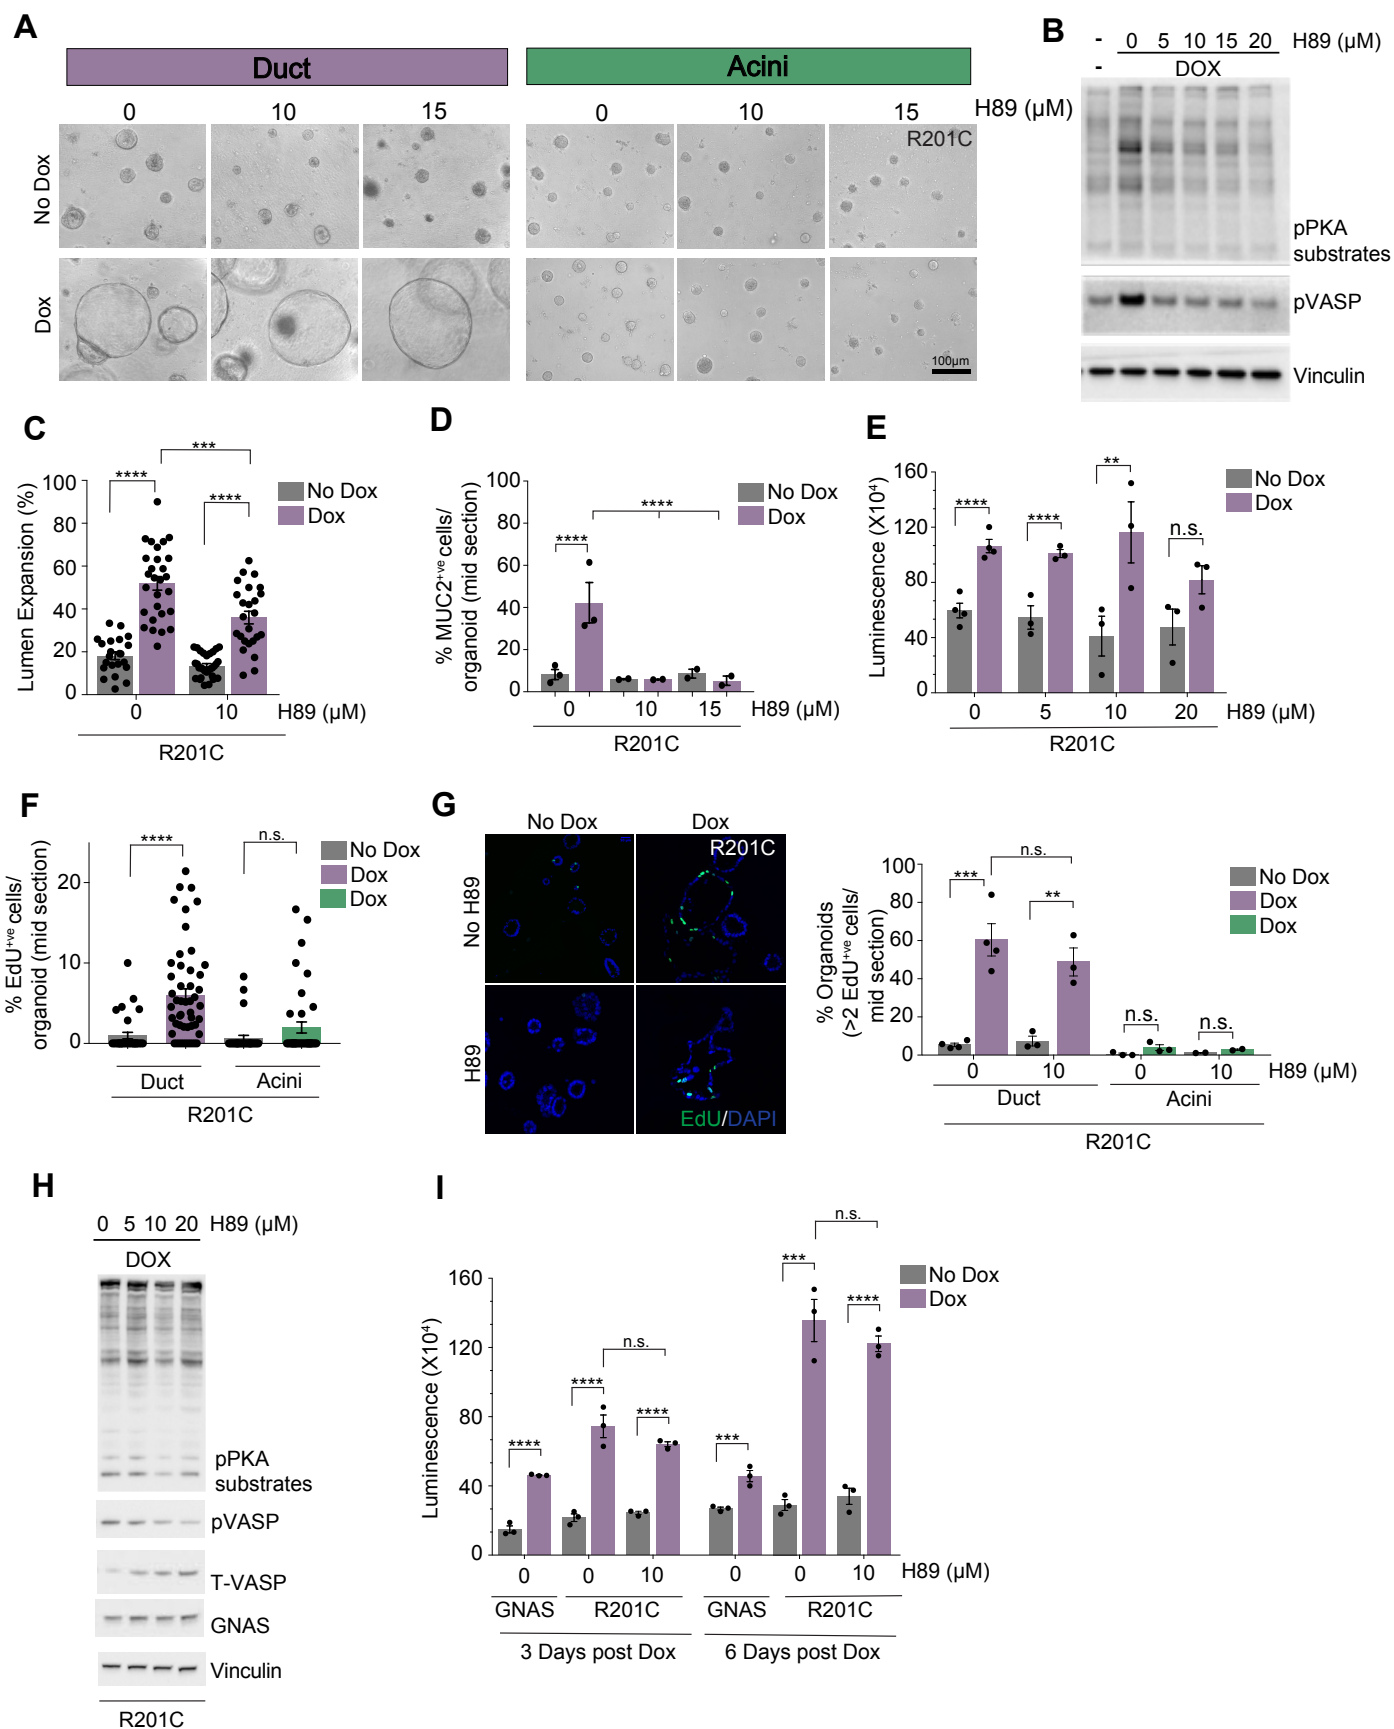 A
Duct
Acini
0 10 15 0 10 15 H89 (µM)
No Dox
R201C
Dox
100µm
B
- 0 5 10 15 20 H89 (µM)
- DOX
pPKA
substrates
pVASP
Vinculin
C
Lumen Expansion (%)
100
80
60
40
20
0
**** *** ****
No Dox
Dox
0 10 H89 (µM)
R201C
D
% MUC2+ve cells/
organoid (mid section)
100
80
60
40
20
0
**** ****
No Dox
Dox
0 10 15 H89 (µM)
R201C
E
Luminescence (X10⁴)
160
120
80
40
0
**** **** ** n.s.
No Dox
Dox
0 5 10 20 H89 (µM)
R201C
F
% EdU+ve cells/
organoid (mid section)
20
10
0
**** n.s.
No Dox
Dox
Dox
Duct Acini
R201C
G
No Dox Dox
R201C
No H89
H89
EdU/DAPI
% Organoids
(>2 EdU+ve cells/
mid section)
100
80
60
40
20
0
*** n.s. ** n.s. n.s.
No Dox
Dox
Dox
0 10 0 10 H89 (µM)
Duct Acini
R201C
H
0 5 10 20 H89 (µM)
DOX
pPKA
substrates
pVASP
T-VASP
GNAS
Vinculin
R201C
I
Luminescence (X10⁴)
160
120
80
40
0
**** **** n.s. **** *** *** n.s. ****
No Dox
Dox
0 0 10 0 0 10 H89 (µM)
GNAS R201C GNAS R201C
3 Days post Dox 6 Days post Dox